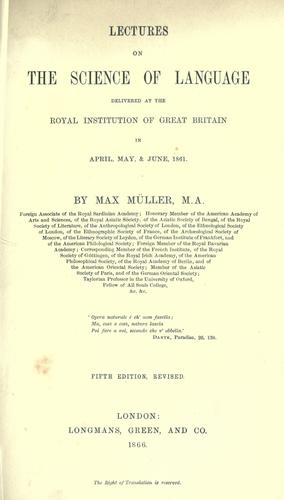 LECTURES
ON
THE SCIENCE OF LANGUAGE
DELIVERED AT THE
ROYAL INSTITUTION OF GREAT BRITAIN
IN
APRIL, MAY, & JUNE, 1861.
BY MAX MÜLLER, M.A.
Foreign Associate of the Royal Sardinian Academy; Honorary Member of the American Academy of
Arts and Sciences, of the Royal Asiatic Society, of the Asiatic Society of Bengal, of the Royal
Society of Literature, of the Anthropological Society of London, of the Ethnological Society
of London, of the Ethnographic Society of France, of the Archæological Society of
Moscow, of the Literary Society of Leyden, of the German Institute of Frankfort, and
of the American Philological Society; Foreign Member of the Royal Bavarian
Academy; Corresponding Member of the French Institute, of the Royal
Society of Göttingen, of the Royal Irish Academy, of the American
Philosophical Society, of the Royal Academy of Berlin, and of
the American Oriental Society; Member of the Asiatic
Society of Paris, and of the German Oriental Society;
Taylorian Professor in the University of Oxford,
Fellow of All Souls College,
&c. &c.
'Opera naturale è ch' uom favella;
Ma, così o così, natura lascia
Poi fare a voi, secondo che v' abbella.'
DANTE, Paradiso, 26. 130.
FIFTH EDITION, REVISED.
LONDON:
LONGMANS, GREEN, AND CO.
1866.
The Right of Translation is reserved.